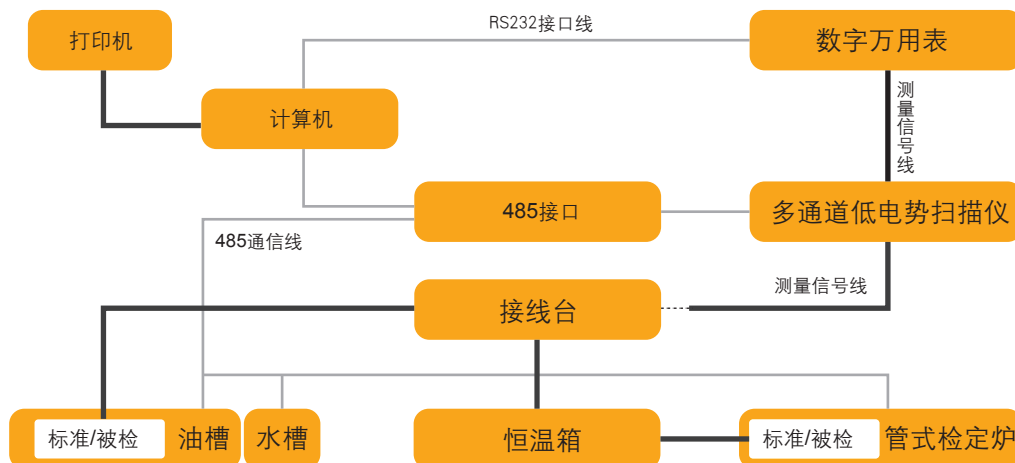 RS232接口线
打印机
数字万用表
计算机
测量信号线
485接口
多通道低电势扫描仪
485通信线
测量信号线
接线台
标准/被检
油槽
水槽
恒温箱
标准/被检
管式检定炉